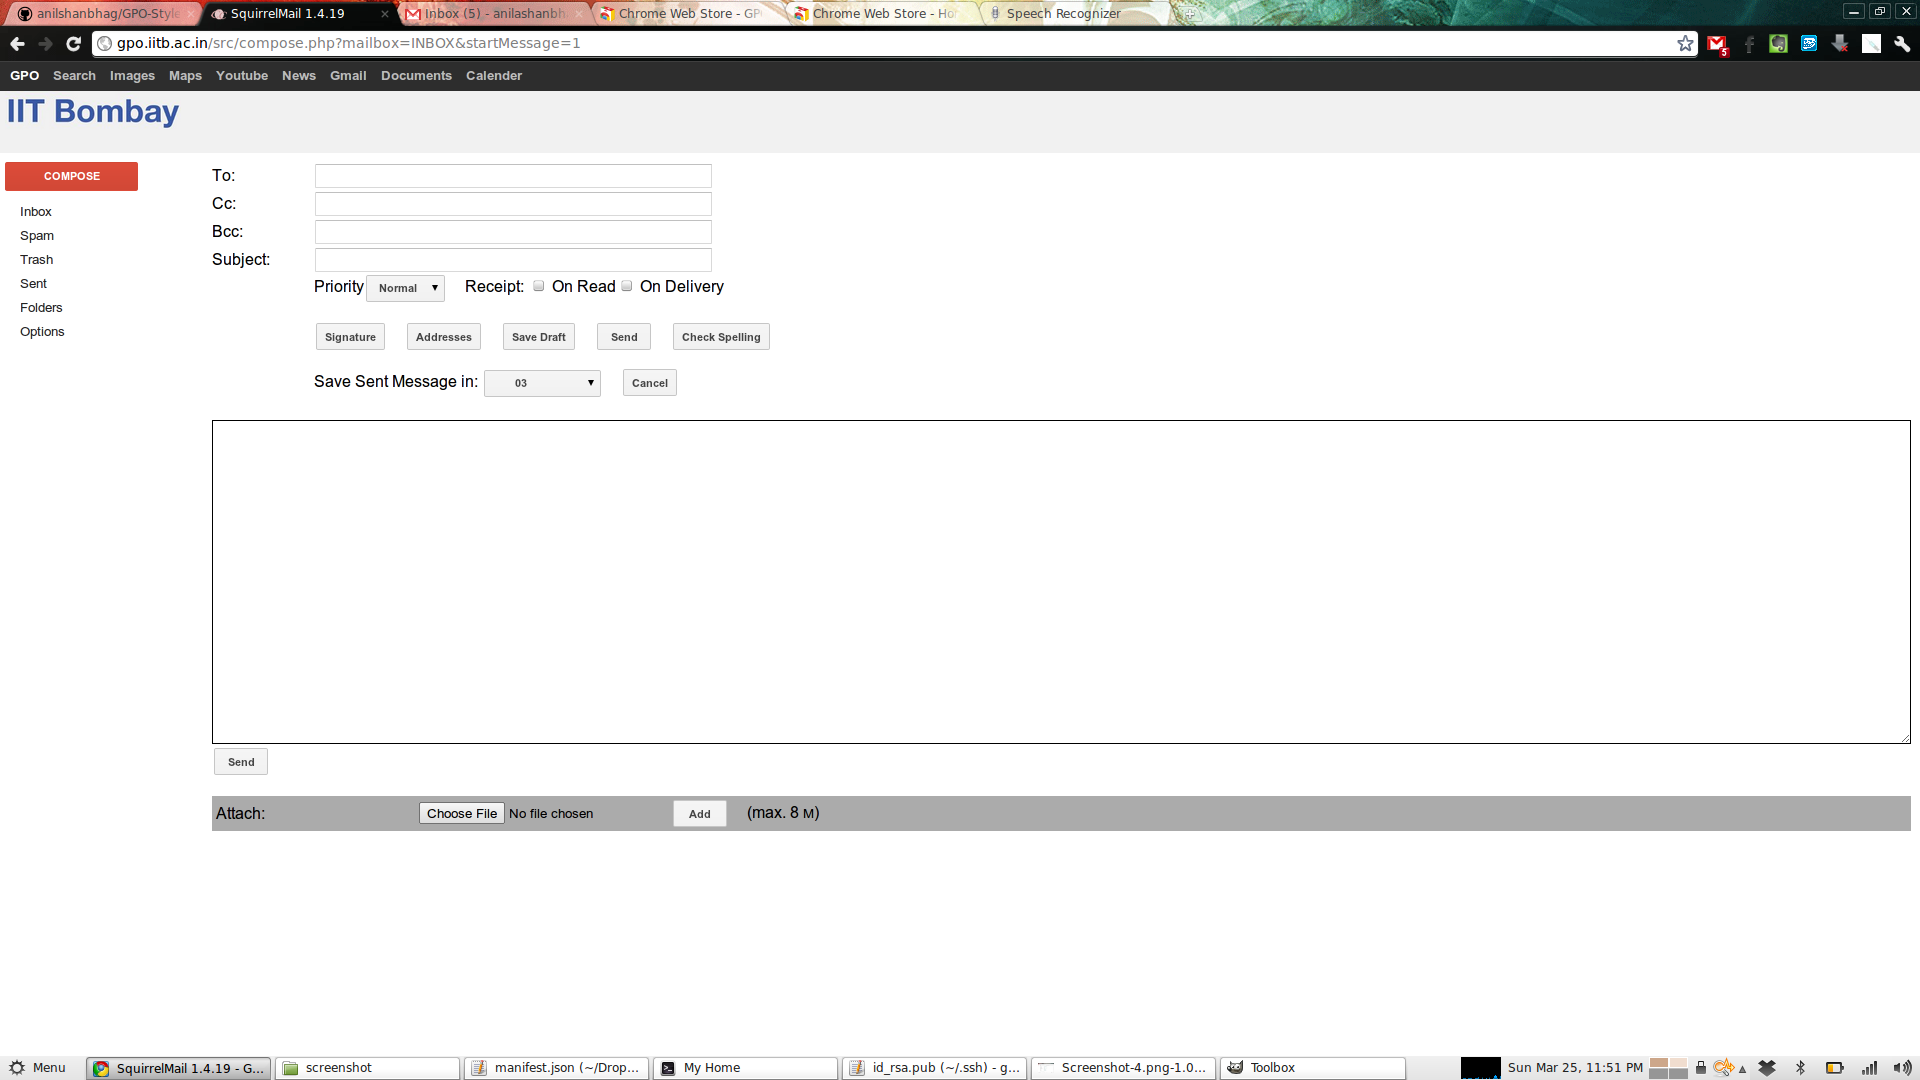 anilshanbhag/GPO-Style
SquirrelMail 1.4.19
Inbox (5) - anilashanbh
Chrome Web Store - GP
Chrome Web Store - Ho
Speech Recognizer
gpo.iitb.ac.in/src/compose.php?mailbox=INBOX&startMessage=1
5
GPO Search Images Maps Youtube News Gmail Documents Calender
IIT Bombay
COMPOSE
Inbox
Spam
Trash
Sent
Folders
Options
To:
Cc:
Bcc:
Subject:
Priority Normal Receipt: On Read On Delivery
Signature Addresses Save Draft Send Check Spelling
Save Sent Message in: 03 Cancel
Send
Attach: Choose File No file chosen Add (max. 8 M)
Menu
SquirrelMail 1.4.19 - G...
screenshot
manifest.json (~/Drop...
My Home
id_rsa.pub (~/.ssh) - g...
Screenshot-4.png-1.0...
Toolbox
Sun Mar 25, 11:51 PM